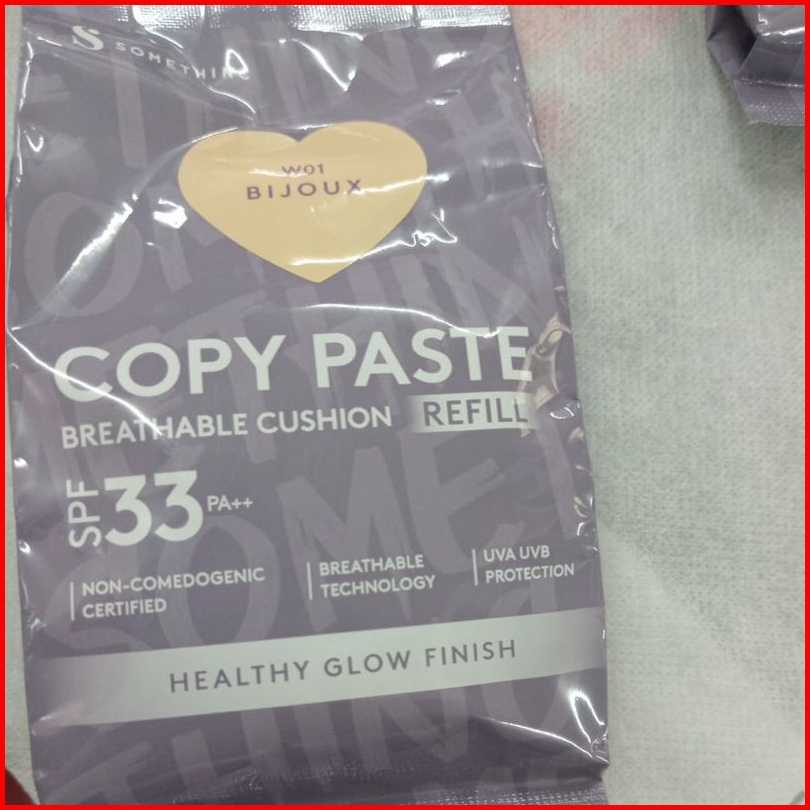 S SOMETHINC
W01
BIJOUX
COPY PASTE
BREATHABLE CUSHION REFILL
SPF 33 PA++
NON-COMEDOGENIC
CERTIFIED
BREATHABLE
TECHNOLOGY
UVA UVB
PROTECTION
HEALTHY GLOW FINISH